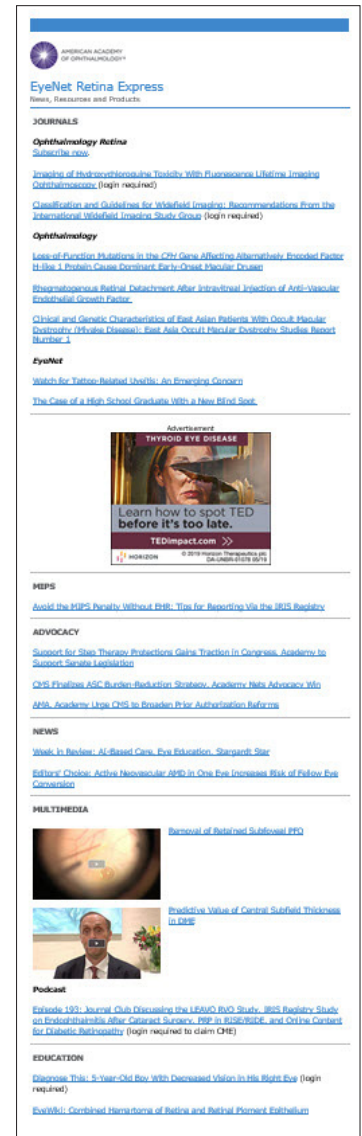 AMERICAN ACADEMY
OF OPHTHALMOLOGY®
EyeNet Retina Express
News, Resources and Products
JOURNALS
Ophthalmology Retina
Subscribe now.
Imaging of Hydroxychloroquine Toxicity With Fluorescence Lifetime Imaging
Ophthalmoscopy (login required)
Classification and Guidelines for Widefield Imaging: Recommendations From the
International Widefield Imaging Study Group (login required)
Ophthalmology
Loss-of-Function Mutations in the CFH Gene Affecting Alternatively Encoded Factor
H-like 1 Protein Cause Dominant Early-Onset Macular Drusen
Rhegmatogenous Retinal Detachment After Intravitreal Injection of Anti-Vascular
Endothelial Growth Factor
Clinical and Genetic Characteristics of East Asian Patients With Occult Macular
Dystrophy (Miyake Disease): East Asia Occult Macular Dystrophy Studies Report
Number 1
EyeNet
Watch for Tattoo-Related Uveitis: An Emerging Concern
The Case of a High School Graduate With a New Blind Spot
Advertisement
THYROID EYE DISEASE
Learn how to spot TED
before it's too late.
TEDimpact.com >>
HORIZON
© 2019 Horizon Therapeutics plc
DA-UNBR-01078 05/19
MIPS
Avoid the MIPS Penalty Without EHR: Tips for Reporting Via the IRIS Registry
ADVOCACY
Support for Step Therapy Protections Gains Traction in Congress, Academy to
Support Senate Legislation
CMS Finalizes ASC Burden-Reduction Strategy, Academy Nets Advocacy Win
AMA, Academy Urge CMS to Broaden Prior Authorization Reforms
NEWS
Week in Review: AI-Based Care, Eye Education, Stargardt Star
Editors' Choice: Active Neovascular AMD in One Eye Increases Risk of Fellow Eye
Conversion
MULTIMEDIA
Removal of Retained Subfoveal PFO
Predictive Value of Central Subfield Thickness
in DME
Podcast
Episode 193: Journal Club Discussing the LEAVO RVO Study, IRIS Registry Study
on Endophthalmitis After Cataract Surgery, PRP in RISE/RIDE, and Online Content
for Diabetic Retinopathy (login required to claim CME)
EDUCATION
Diagnose This: 5-Year-Old Boy With Decreased Vision in His Right Eye (login
required)
EyeWiki: Combined Hamartoma of Retina and Retinal Pigment Epithelium